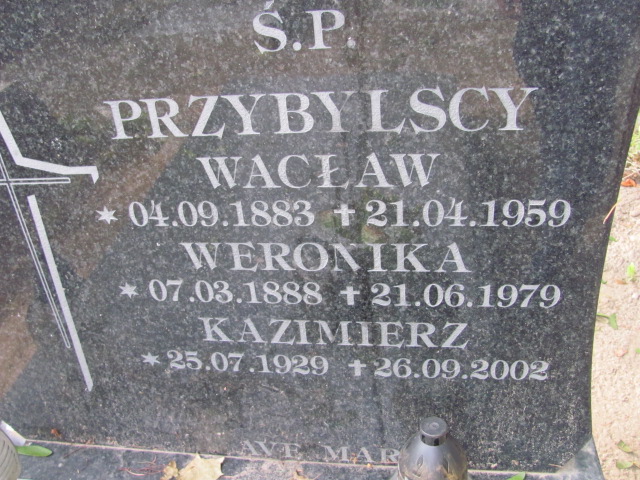 Ś.P.
PRZYBYLSCY
WACŁAW
* 04.09.1883 ✝ 21.04.1959
WERONIKA
* 07.03.1888 ✝ 21.06.1979
KAZIMIERZ
* 25.07.1929 ✝ 26.09.2002
AVE